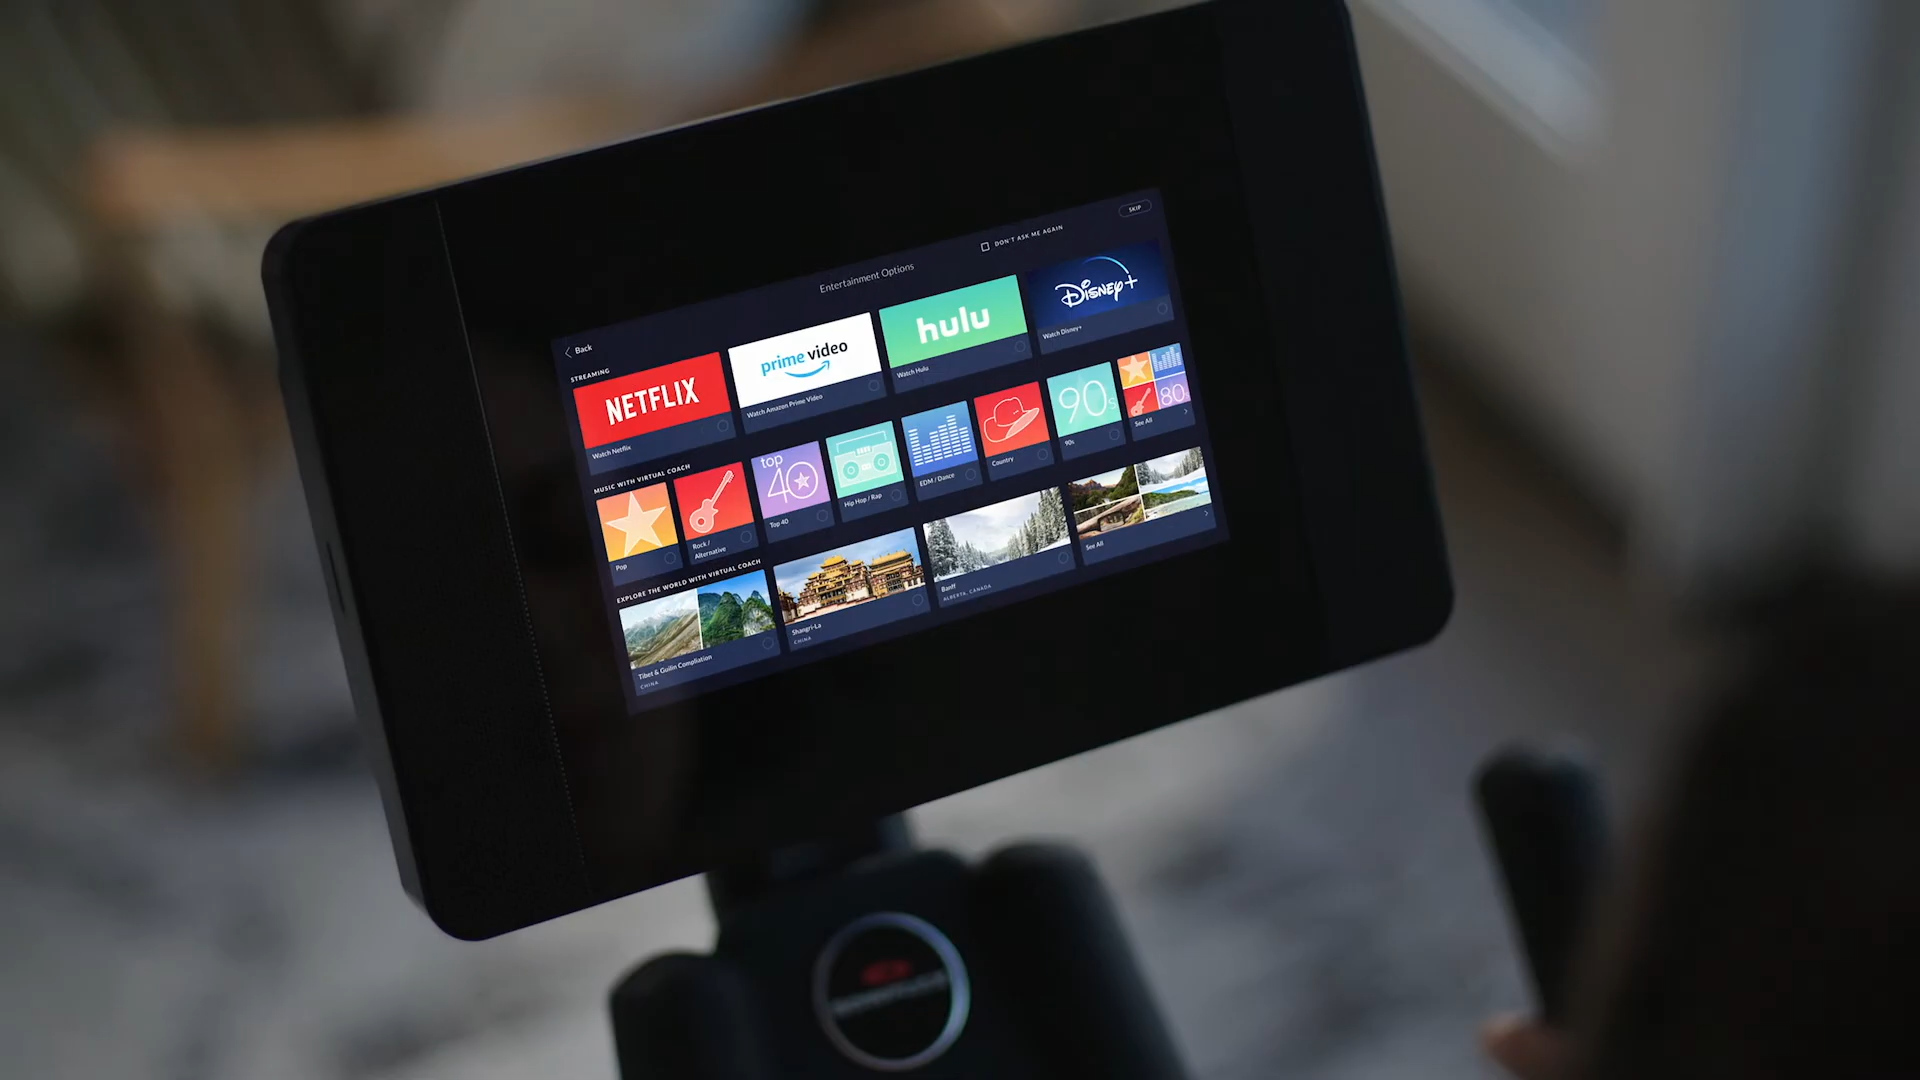 SKIP
DON'T ASK ME AGAIN
Entertainment Options
Back
STREAMING
NETFLIX
prime video
hulu
Disney+
Watch Netflix
Watch Amazon Prime Video
Watch Hulu
Watch Disney+
MUSIC WITH VIRTUAL COACH
top 40
90s
80
Pop
Rock / Alternative
Top 40
Hip Hop / Rap
EDM / Dance
Country
90s
See All
EXPLORE THE WORLD WITH VIRTUAL COACH
Tibet & Guilin Compilation
CHINA
Shangri-La
CHINA
Banff
ALBERTA, CANADA
See All